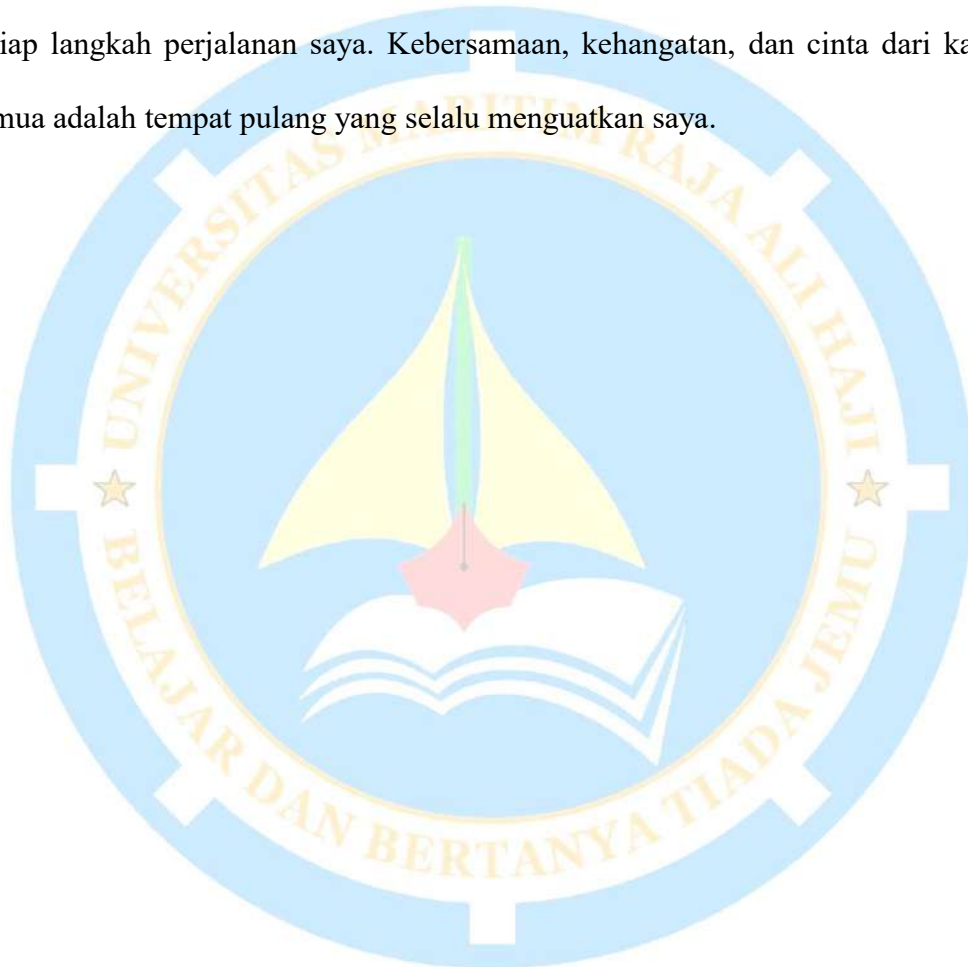 iap langkah perjalanan saya. Kebersamaan, kehangatan, dan cinta dari ka
mua adalah tempat pulang yang selalu menguatkan saya.
UNIVERSITAS MARITIM RAJA ALI HAJI
BELAJAR DAN BERTANYA TIADA JEMU